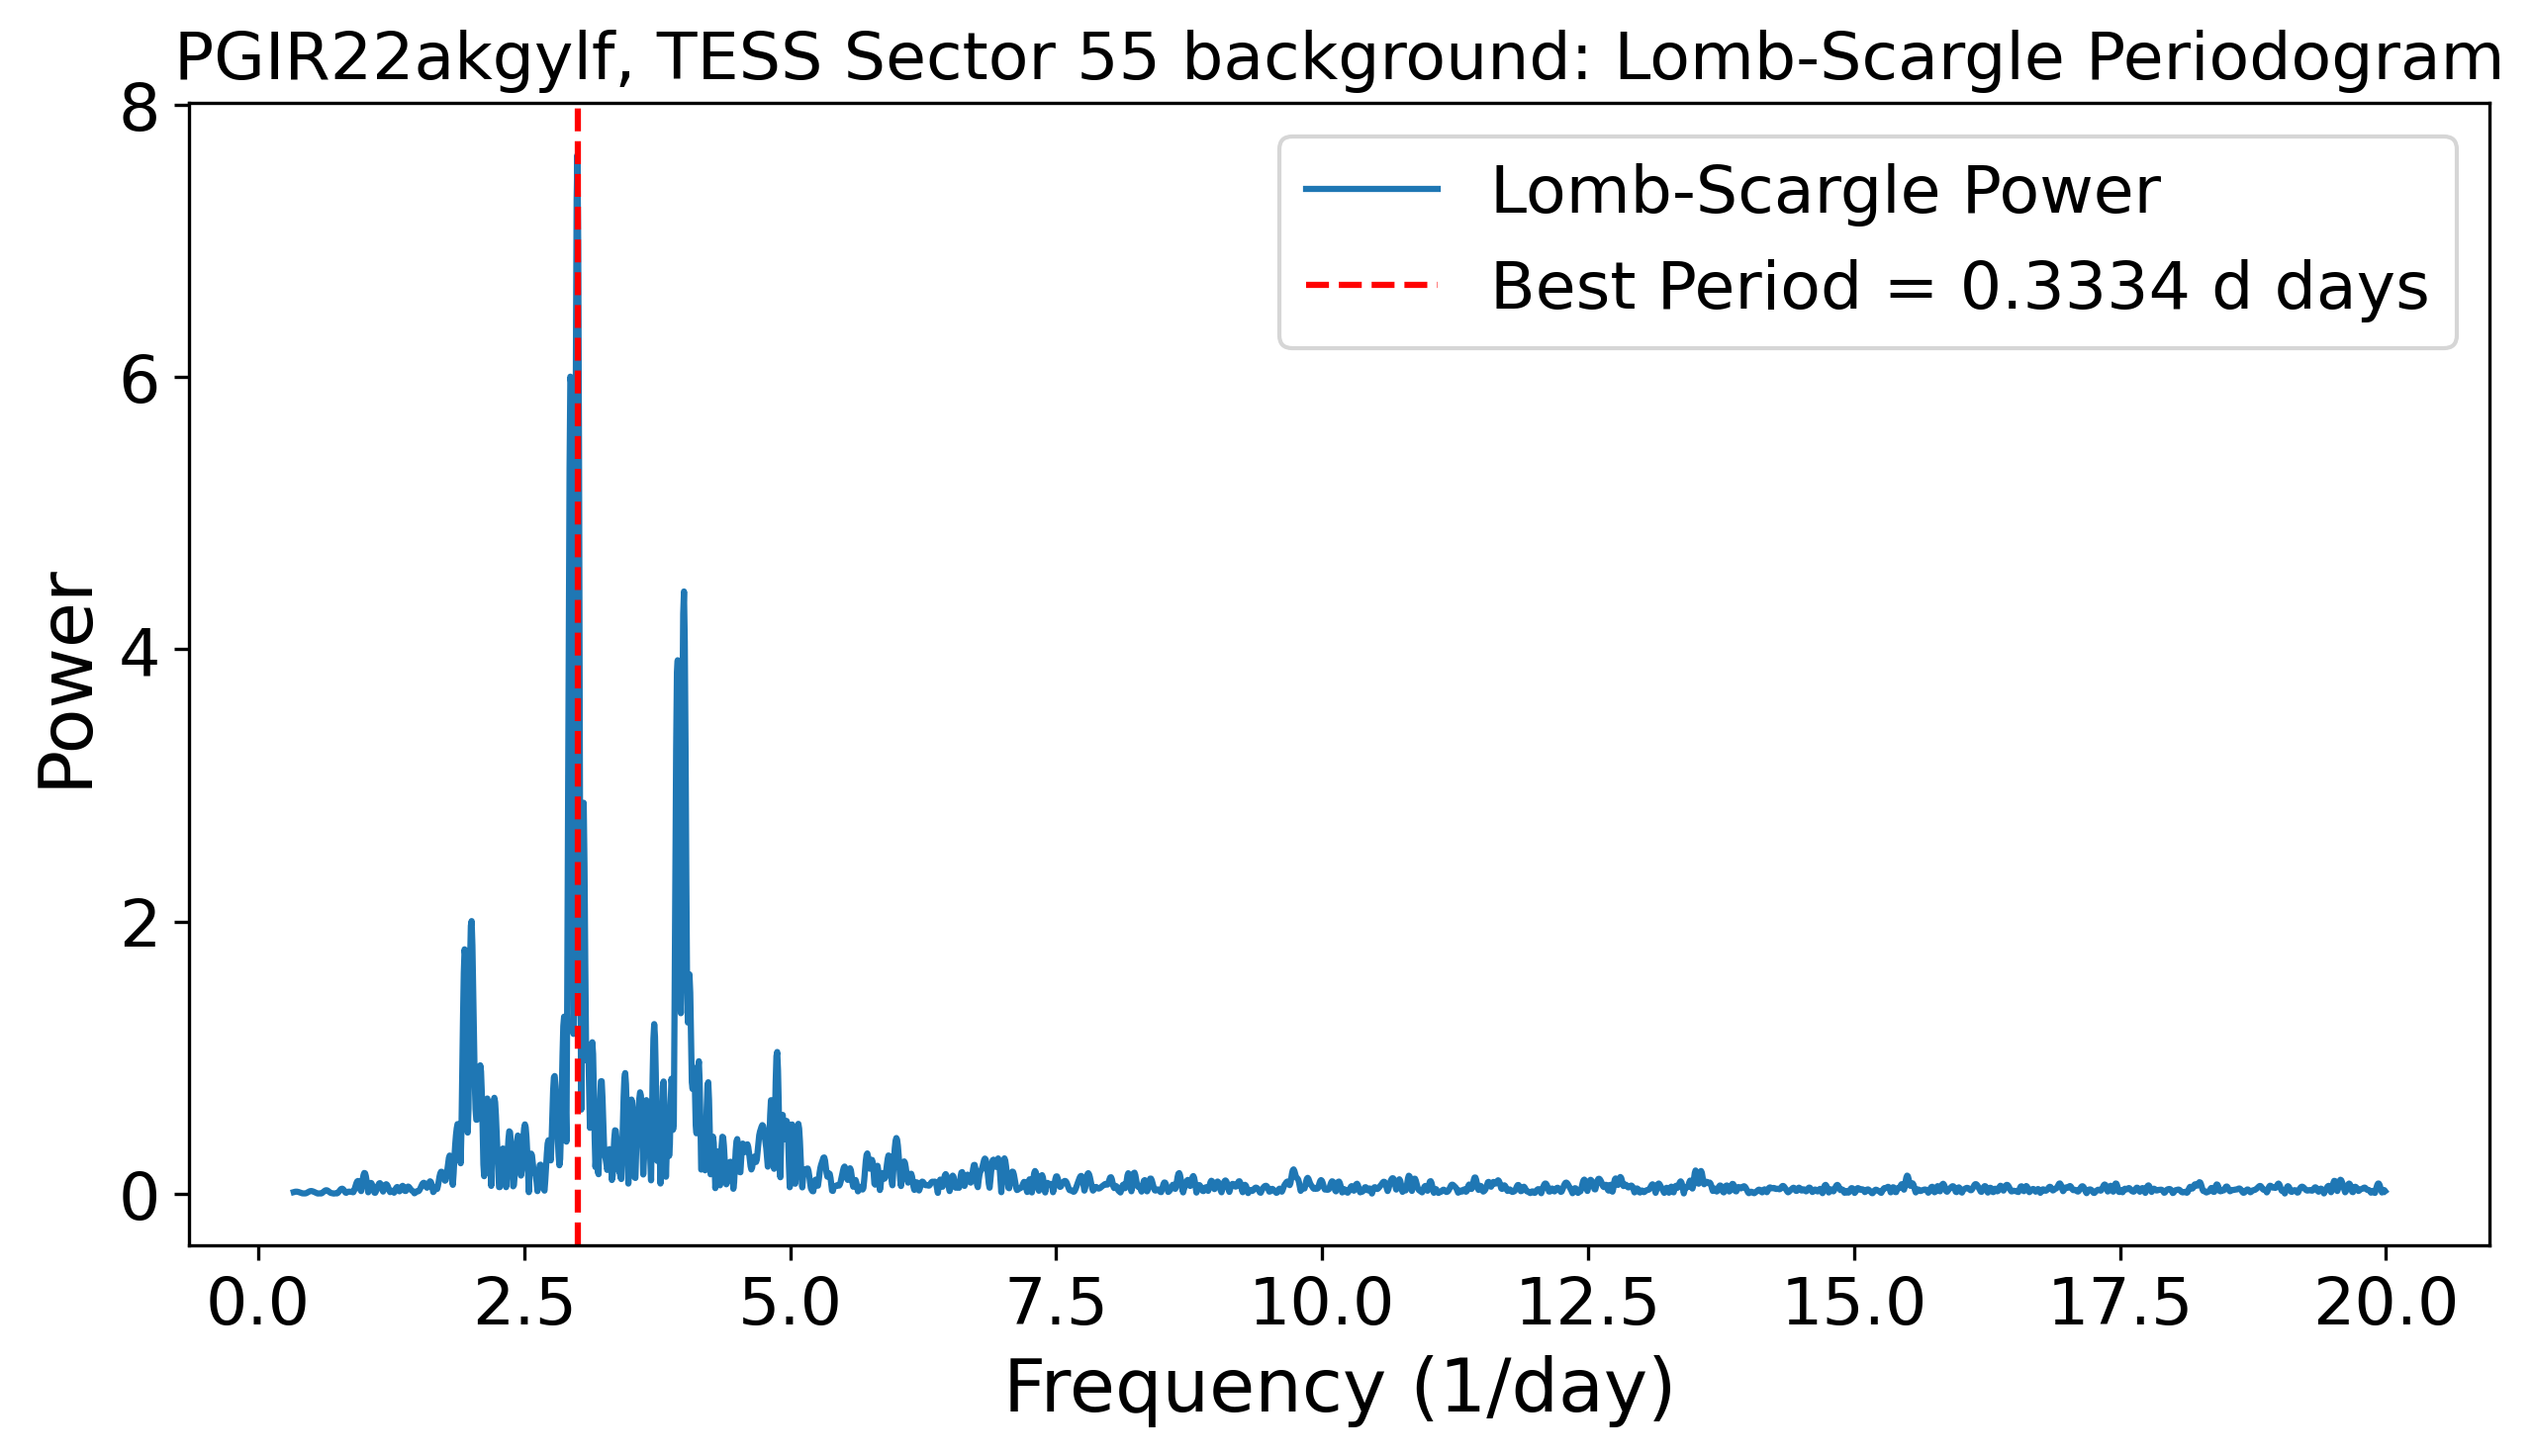 PGIR22akgylf, TESS Sector 55 background: Lomb-Scargle Periodogram
8
6
4
2
0
Power
Lomb-Scargle Power
Best Period = 0.3334 d days
0.0 2.5 5.0 7.5 10.0 12.5 15.0 17.5 20.0
Frequency (1/day)